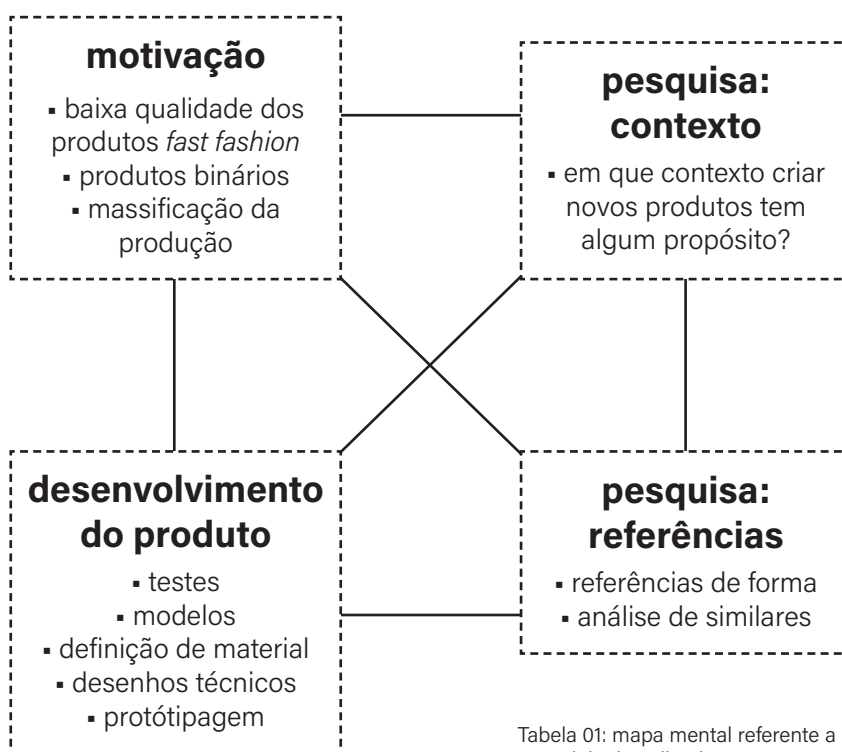 motivação
▪ baixa qualidade dos
produtos fast fashion
▪ produtos binários
▪ massificação da
produção
pesquisa:
contexto
▪ em que contexto criar
novos produtos tem
algum propósito?
desenvolvimento
do produto
▪ testes
▪ modelos
▪ definição de material
▪ desenhos técnicos
▪ protótipagem
pesquisa:
referências
▪ referências de forma
▪ análise de similares
Tabela 01: mapa mental referente a